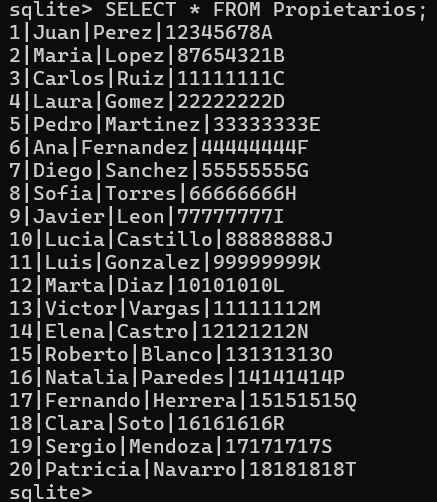 sqlite> SELECT * FROM Propietarios;
1|Juan|Perez|12345678A
2|Maria|Lopez|87654321B
3|Carlos|Ruiz|11111111C
4|Laura|Gomez|22222222D
5|Pedro|Martinez|33333333E
6|Ana|Fernandez|44444444F
7|Diego|Sanchez|55555555G
8|Sofia|Torres|66666666H
9|Javier|Leon|77777777I
10|Lucia|Castillo|88888888J
11|Luis|Gonzalez|99999999K
12|Marta|Diaz|10101010L
13|Victor|Vargas|11111112M
14|Elena|Castro|12121212N
15|Roberto|Blanco|13131313O
16|Natalia|Paredes|14141414P
17|Fernando|Herrera|15151515Q
18|Clara|Soto|16161616R
19|Sergio|Mendoza|17171717S
20|Patricia|Navarro|18181818T
sqlite>